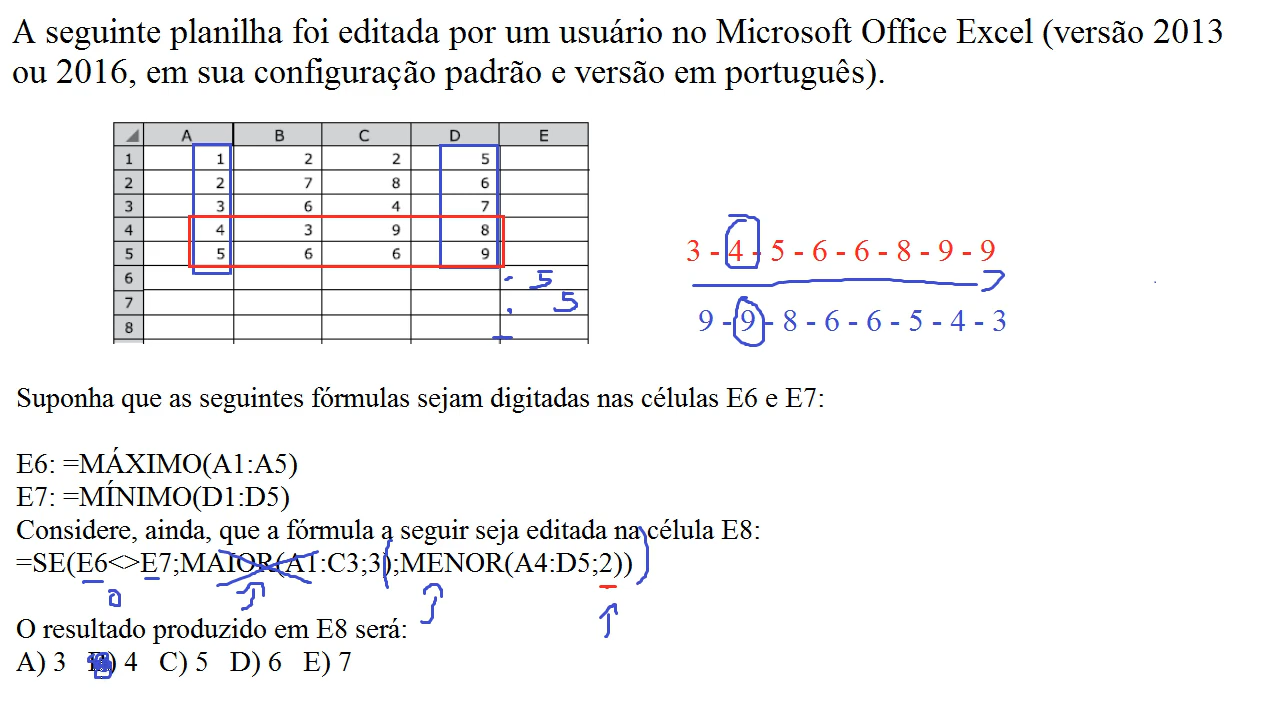 A seguinte planilha foi editada por um usuário no Microsoft Office Excel (versão 2013
ou 2016, em sua configuração padrão e versão em português).
A B C D E
1 1 2 2 5
2 2 7 8 6
3 3 6 4 7
4 4 3 9 8
5 5 6 6 9
6 5
7 5
8
3 - 4 - 5 - 6 - 6 - 8 - 9 - 9
9 - 9 - 8 - 6 - 6 - 5 - 4 - 3
Suponha que as seguintes fórmulas sejam digitadas nas células E6 e E7:
E6: =MÁXIMO(A1:A5)
E7: =MÍNIMO(D1:D5)
Considere, ainda, que a fórmula a seguir seja editada na célula E8:
=SE(E6<>E7;MAIOR(A1:C3;3);MENOR(A4:D5;2))
O resultado produzido em E8 será:
A) 3 4 C) 5 D) 6 E) 7